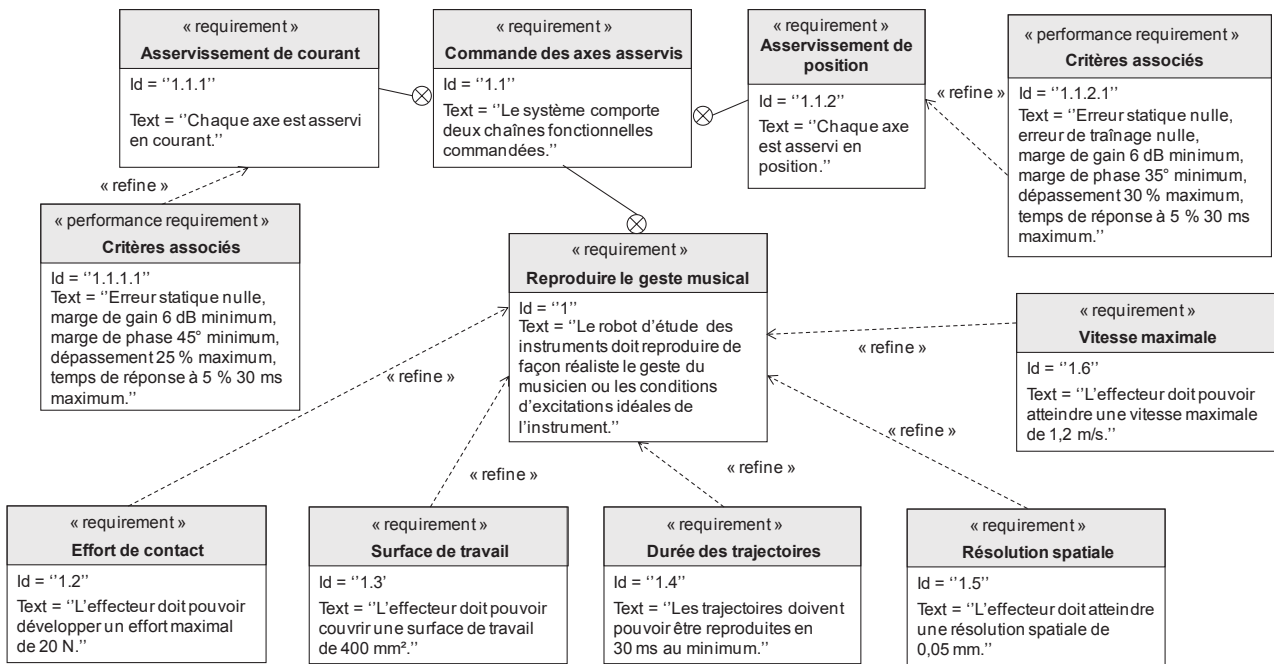 « requirement »
Asservissement de courant
Id = ‘’1.1.1’’
Text = ‘’Chaque axe est asservi
en courant.’’
« requirement »
Commande des axes asservis
Id = ‘’1.1’’
Text = ‘’Le système comporte
deux chaînes fonctionnelles
commandées.’’
« requirement »
Asservissement de
position
Id = ‘’1.1.2’’
Text = ‘’Chaque axe
est asservi en
position.’’
« refine »
« performance requirement »
Critères associés
Id = ‘’1.1.2.1’’
Text = ‘’Erreur statique nulle,
erreur de traînage nulle,
marge de gain 6 dB minimum,
marge de phase 35° minimum,
dépassement 30 % maximum,
temps de réponse à 5 % 30 ms
maximum.’’
« refine »
« performance requirement »
Critères associés
Id = ‘’1.1.1.1’’
Text = ‘’Erreur statique nulle,
marge de gain 6 dB minimum,
marge de phase 45° minimum,
dépassement 25 % maximum,
temps de réponse à 5 % 30 ms
maximum.’’
« requirement »
Reproduire le geste musical
Id = ‘’1’’
Text = ‘’Le robot d’étude des
instruments doit reproduire de
façon réaliste le geste du
musicien ou les conditions
d’excitations idéales de
l’instrument.’’
« refine »
« requirement »
Vitesse maximale
Id = ‘’1.6’’
Text = ‘’L’effecteur doit pouvoir
atteindre une vitesse maximale
de 1,2 m/s.’’
« refine »
« refine »
« refine »
« refine »
« requirement »
Effort de contact
Id = ‘’1.2’’
Text = ‘’L’effecteur doit pouvoir
développer un effort maximal
de 20 N.’’
« requirement »
Surface de travail
Id = ‘’1.3’
Text = ‘’L’effecteur doit pouvoir
couvrir une surface de travail
de 400 mm².’’
« requirement »
Durée des trajectoires
Id = ‘’1.4’’
Text = ‘’Les trajectoires doivent
pouvoir être reproduites en
30 ms au minimum.’’
« requirement »
Résolution spatiale
Id = ‘’1.5’’
Text = ‘’L’effecteur doit atteindre
une résolution spatiale de
0,05 mm.’’